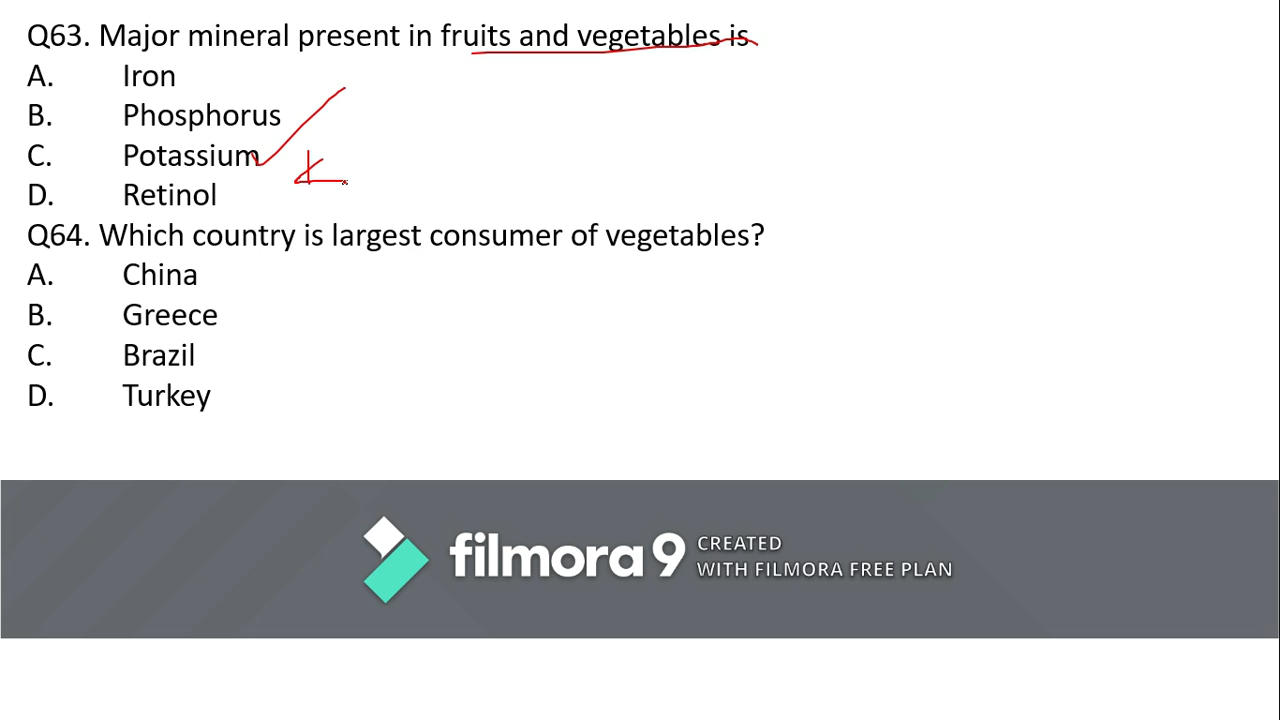 Q63. Major mineral present in fruits and vegetables is
A. Iron
B. Phosphorus
C. Potassium
D. Retinol
Q64. Which country is largest consumer of vegetables?
A. China
B. Greece
C. Brazil
D. Turkey
filmora 9
CREATED
WITH FILMORA FREE PLAN